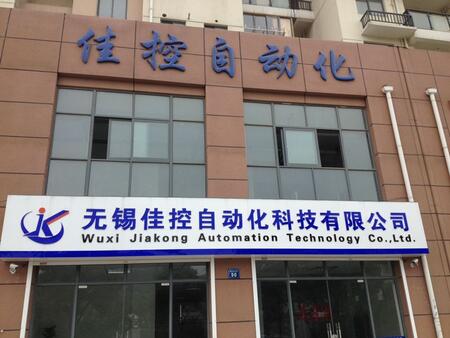 佳控自动化
无锡佳控自动化科技有限公司
Wuxi Jiakong Automation Technology Co.,Ltd.